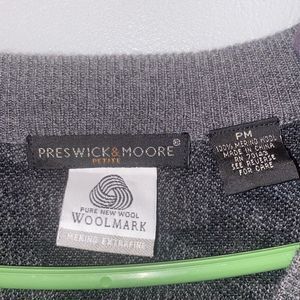 PRESWICK & MOORE ®
PETITE
PURE NEW WOOL
WOOLMARK
MERINO EXTRAFINE
PM
100% MERINO WOOL
MADE IN CHINA
RN
SEE REVERSE
FOR CARE